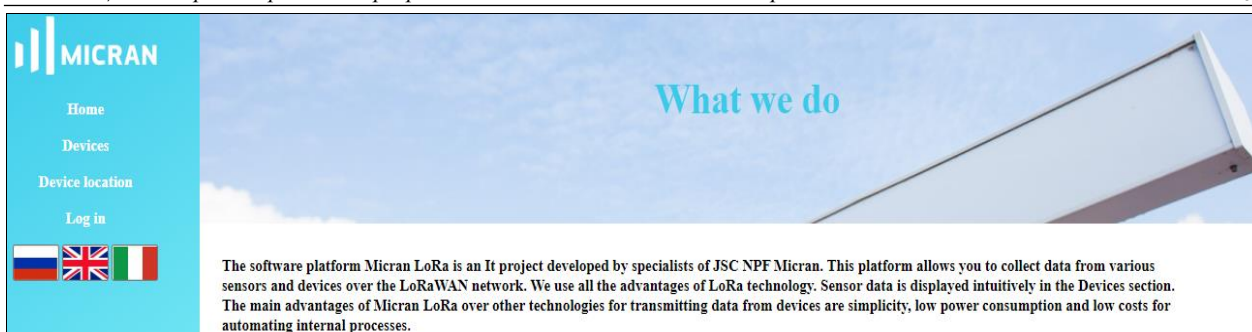 MICRAN
Home
Devices
Device location
Log in
What we do
The software platform Micran LoRa is an It project developed by specialists of JSC NPF Micran. This platform allows you to collect data from various
sensors and devices over the LoRaWAN network. We use all the advantages of LoRa technology. Sensor data is displayed intuitively in the Devices section.
The main advantages of Micran LoRa over other technologies for transmitting data from devices are simplicity, low power consumption and low costs for
automating internal processes.